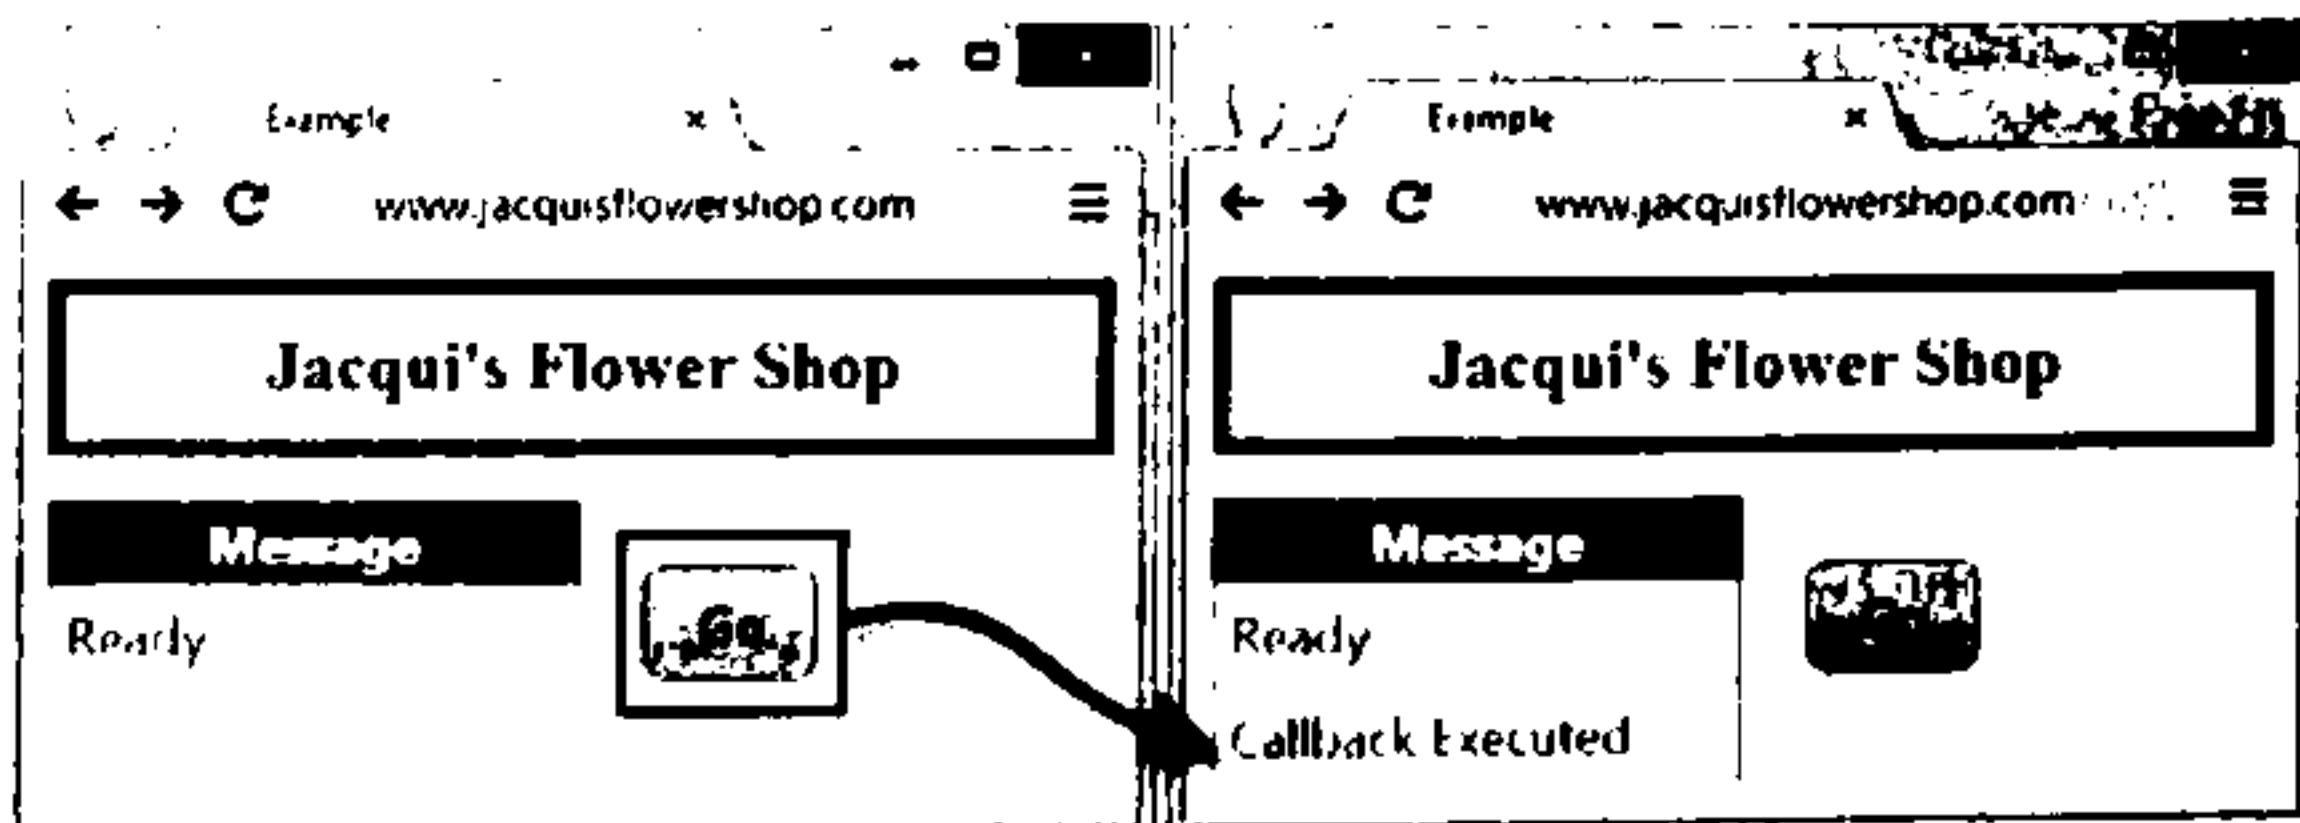 Example
www.jacquisflowershop.com
Jacqui's Flower Shop
Message
Go
Ready
Example
www.jacquisflowershop.com
Jacqui's Flower Shop
Message
Ready
Callback Executed